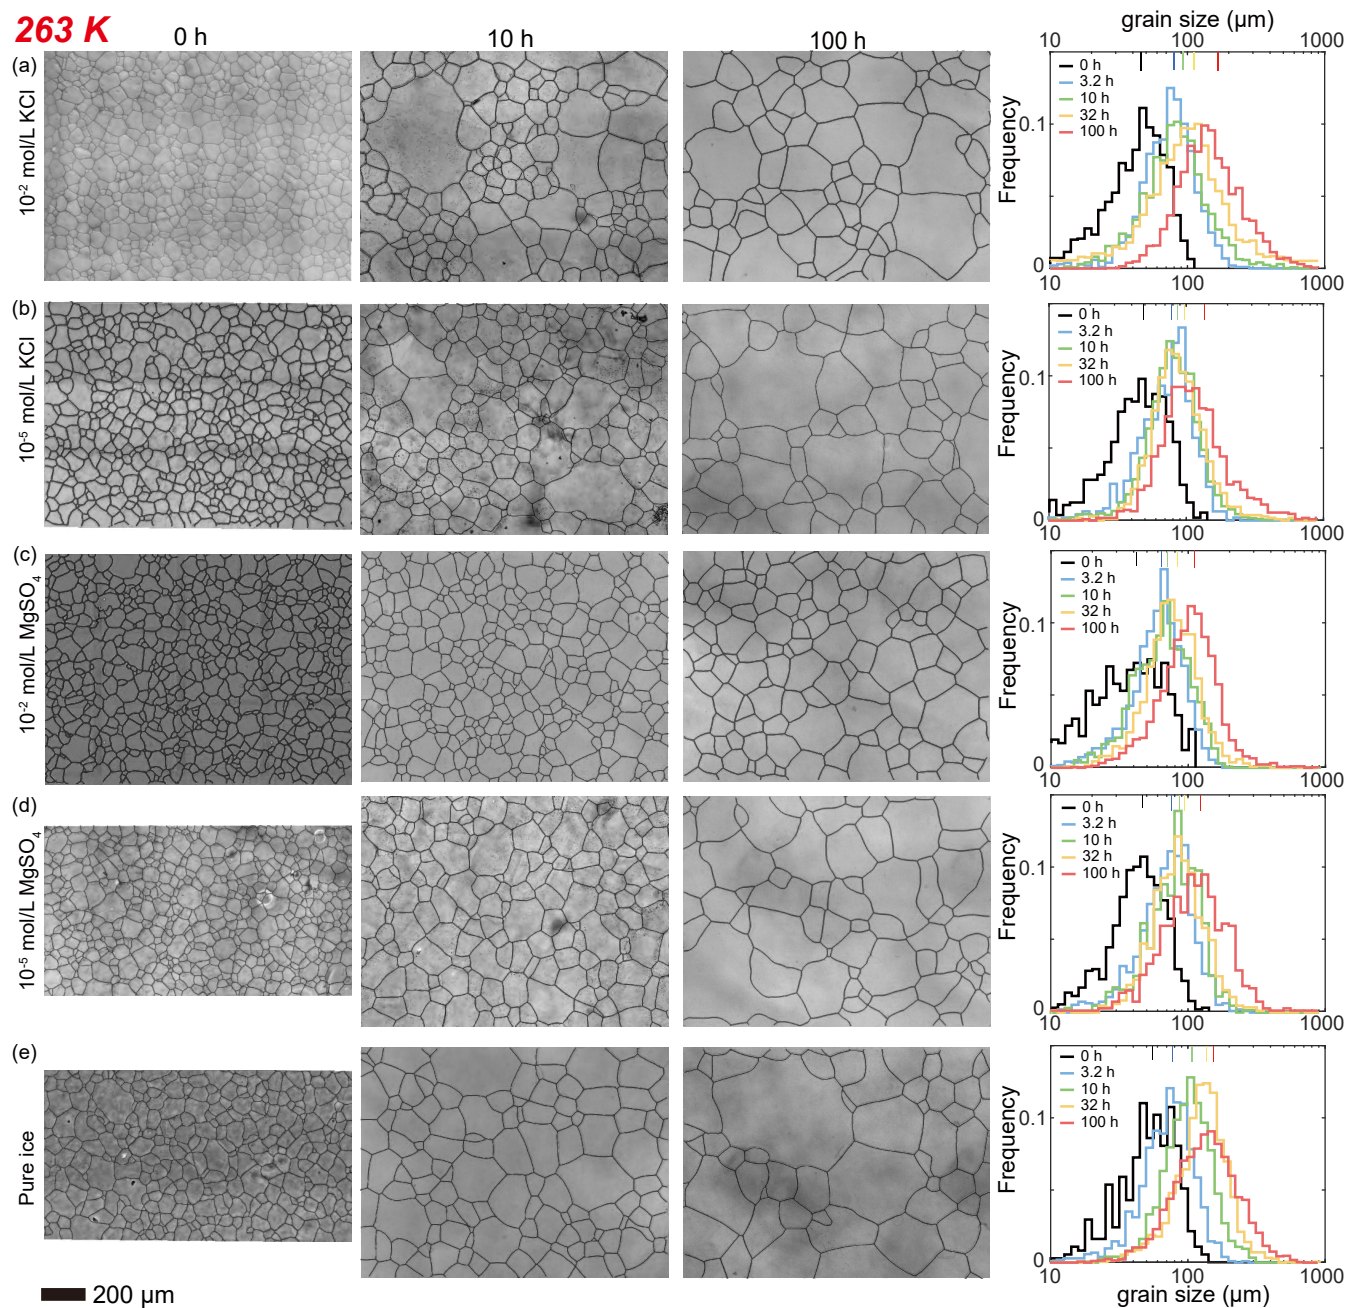 263 K
0 h
10 h
100 h
grain size (µm)
10 100 1000
(a)
10⁻² mol/L KCl
Frequency
0 h
3.2 h
10 h
32 h
100 h
0.1
0
10 100 1000
(b)
10⁻⁵ mol/L KCl
Frequency
0 h
3.2 h
10 h
32 h
100 h
0.1
0
10 100 1000
(c)
10⁻² mol/L MgSO₄
Frequency
0 h
3.2 h
10 h
32 h
100 h
0.1
0
10 100 1000
(d)
10⁻⁵ mol/L MgSO₄
Frequency
0 h
3.2 h
10 h
32 h
100 h
0.1
0
10 100 1000
(e)
Pure ice
Frequency
0 h
3.2 h
10 h
32 h
100 h
0.1
0
10 100 1000
grain size (µm)
200 µm